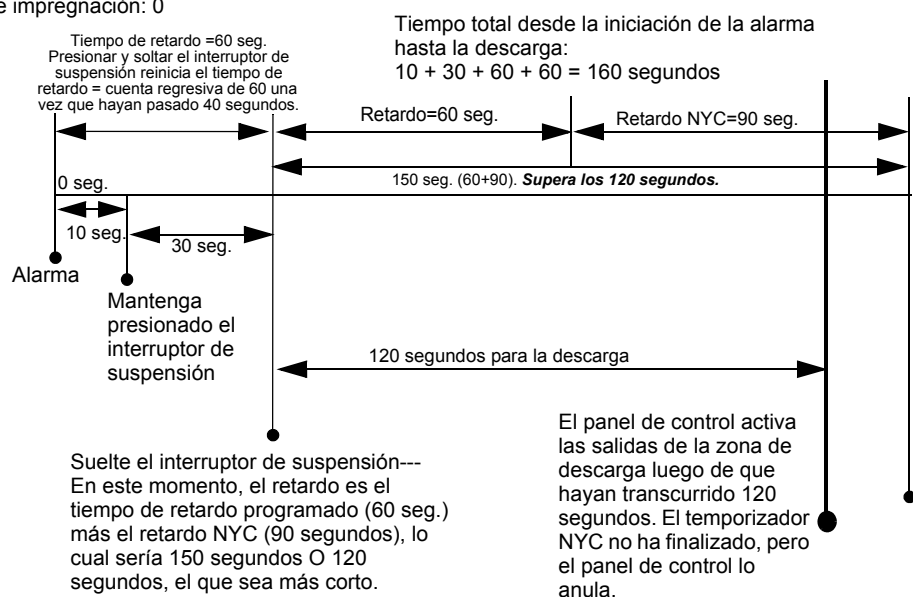 e impregnación: 0
Tiempo de retardo =60 seg.
Presionar y soltar el interruptor de
suspensión reinicia el tiempo de
retardo = cuenta regresiva de 60 una
vez que hayan pasado 40 segundos.
Tiempo total desde la iniciación de la alarma
hasta la descarga:
10 + 30 + 60 + 60 = 160 segundos
Retardo=60 seg.
Retardo NYC=90 seg.
150 seg. (60+90). Supera los 120 segundos.
0 seg.
10 seg.
30 seg.
Alarma
Mantenga
presionado el
interruptor de
suspensión
120 segundos para la descarga
Suelte el interruptor de suspensión---
En este momento, el retardo es el
tiempo de retardo programado (60 seg.)
más el retardo NYC (90 segundos), lo
cual sería 150 segundos O 120
segundos, el que sea más corto.
El panel de control activa
las salidas de la zona de
descarga luego de que
hayan transcurrido 120
segundos. El temporizador
NYC no ha finalizado, pero
el panel de control lo
anula.